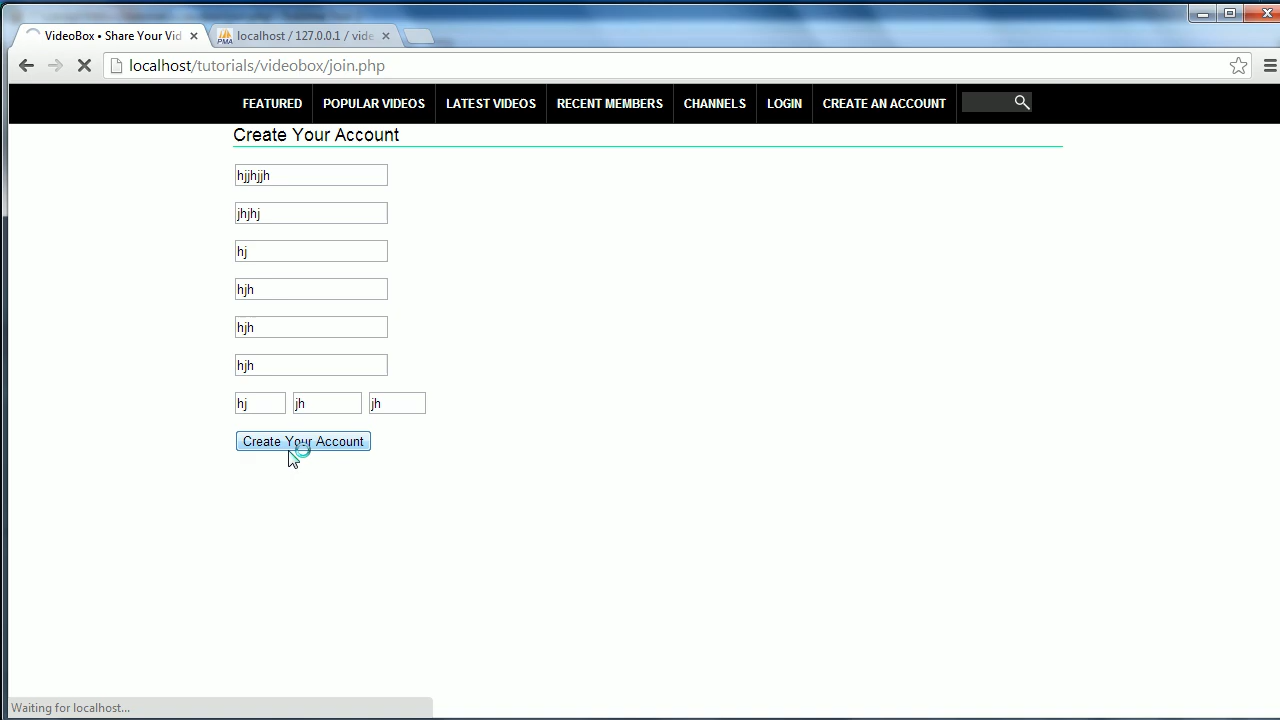 VideoBox • Share Your Vid
localhost / 127.0.0.1 / vide
localhost/tutorials/videobox/join.php
FEATURED POPULAR VIDEOS LATEST VIDEOS RECENT MEMBERS CHANNELS LOGIN CREATE AN ACCOUNT
Create Your Account
hjjhjjh
jhjhj
hj
hjh
hjh
hjh
hj jh jh
Create Your Account
Waiting for localhost...